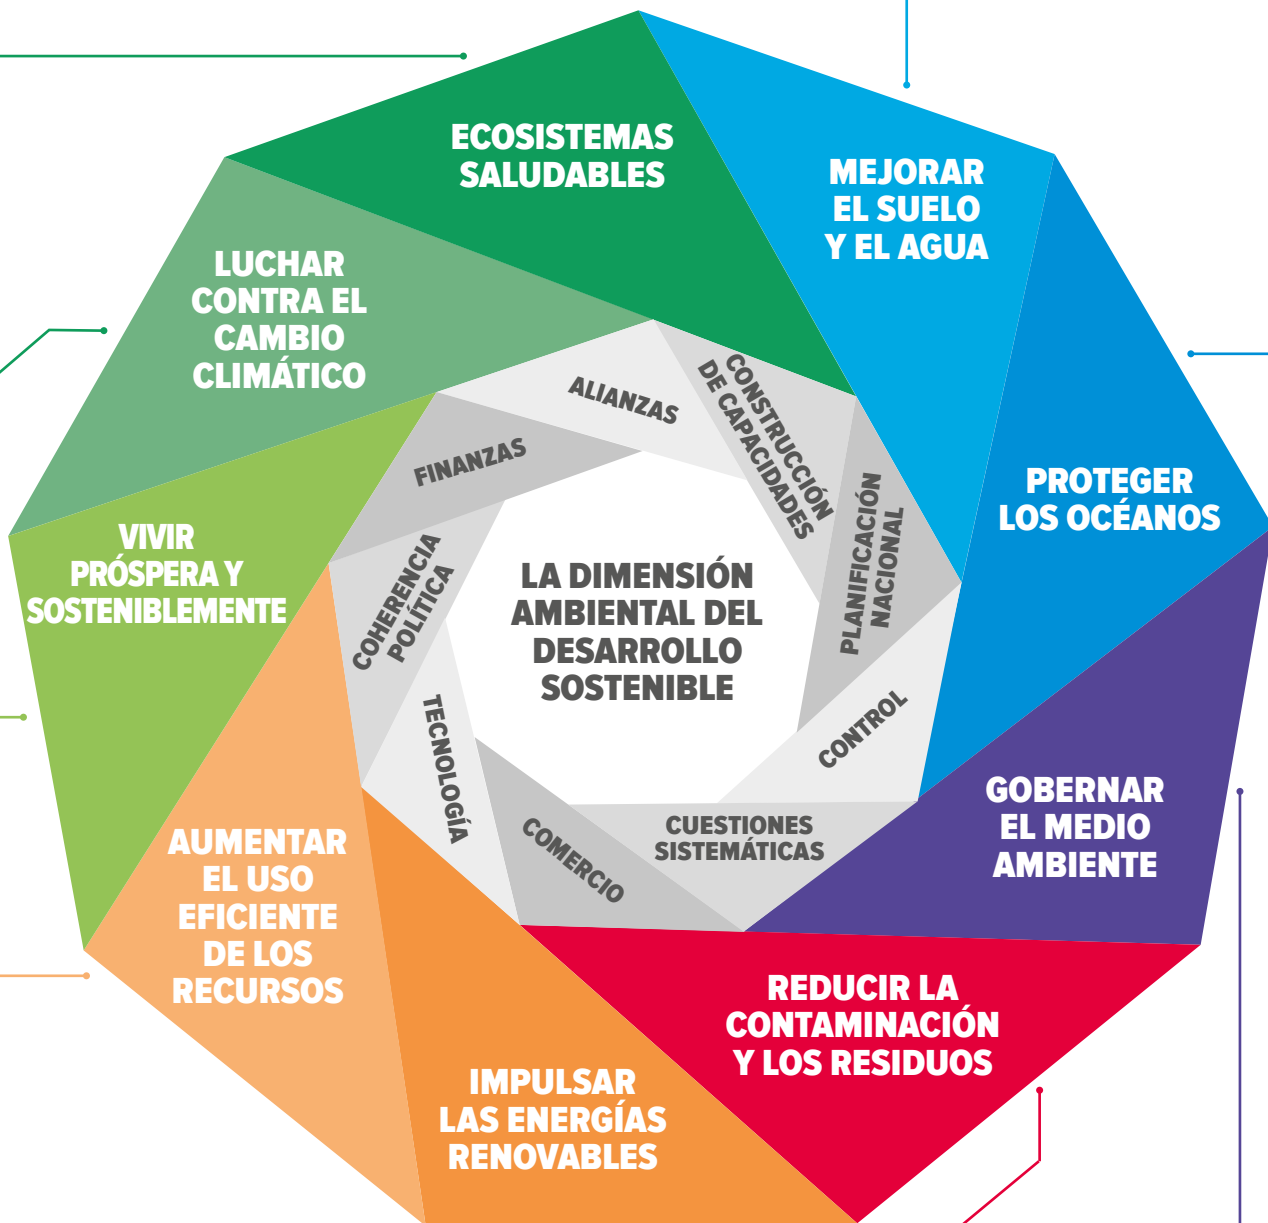 ECOSISTEMAS
SALUDABLES
MEJORAR
EL SUELO
Y EL AGUA
LUCHAR
CONTRA EL
CAMBIO
CLIMÁTICO
PROTEGER
LOS OCÉANOS
VIVIR
PRÓSPERA Y
SOSTENIBLEMENTE
GOBERNAR
EL MEDIO
AMBIENTE
AUMENTAR
EL USO
EFICIENTE
DE LOS
RECURSOS
REDUCIR LA
CONTAMINACIÓN
Y LOS RESIDUOS
IMPULSAR
LAS ENERGÍAS
RENOVABLES
ALIANZAS
CONSTRUCCIÓN
DE CAPACIDADES
PLANIFICACIÓN
NACIONAL
CONTROL
CUESTIONES
SISTEMÁTICAS
COMERCIO
TECNOLOGÍA
COHERENCIA
POLÍTICA
FINANZAS
LA DIMENSIÓN
AMBIENTAL DEL
DESARROLLO
SOSTENIBLE